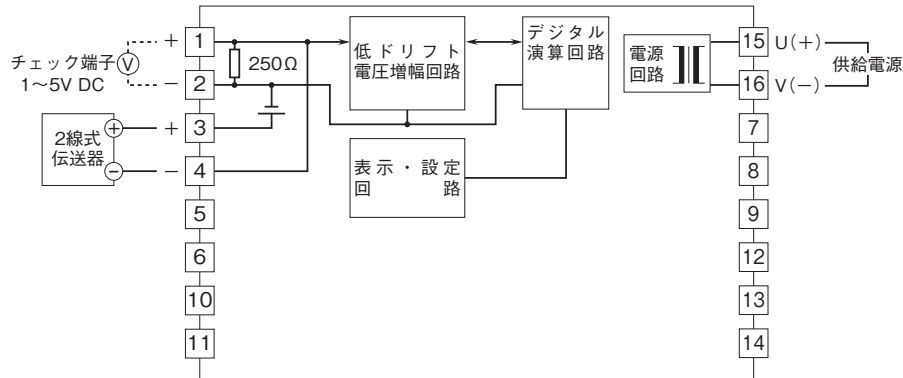 チェック端子
1〜5V DC
V
+
−
1
2
3
4
5
6
10
11
250Ω
+
−
2線式
伝送器
+
−
低ドリフト
電圧増幅回路
デジタル
演算回路
表示・設定
回　　　路
電源
回路
15
16
7
8
9
12
13
14
U(+)
V(−)
供給電源